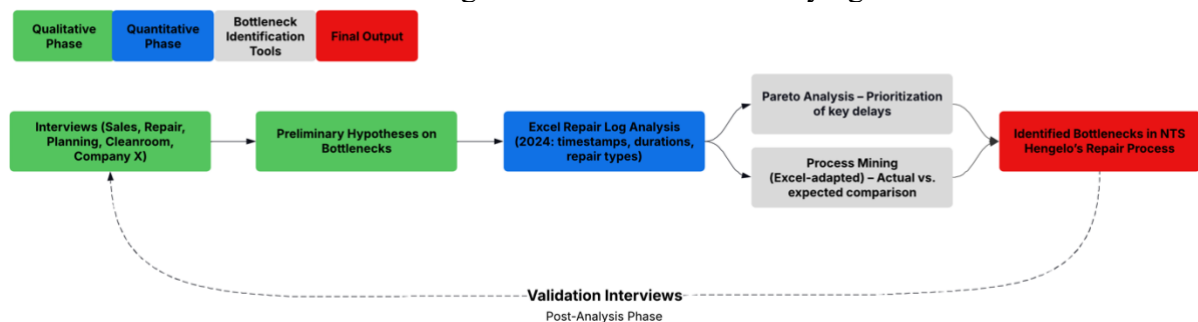 Qualitative
Phase
Quantitative
Phase
Bottleneck
Identification
Tools
Final Output
Interviews (Sales, Repair,
Planning, Cleanroom,
Company X)
Preliminary Hypotheses on
Bottlenecks
Excel Repair Log Analysis
(2024: timestamps, durations,
repair types)
Pareto Analysis – Prioritization
of key delays
Process Mining
(Excel-adapted) – Actual vs.
expected comparison
Identified Bottlenecks in NTS
Hengelo's Repair Process
Validation Interviews
Post-Analysis Phase